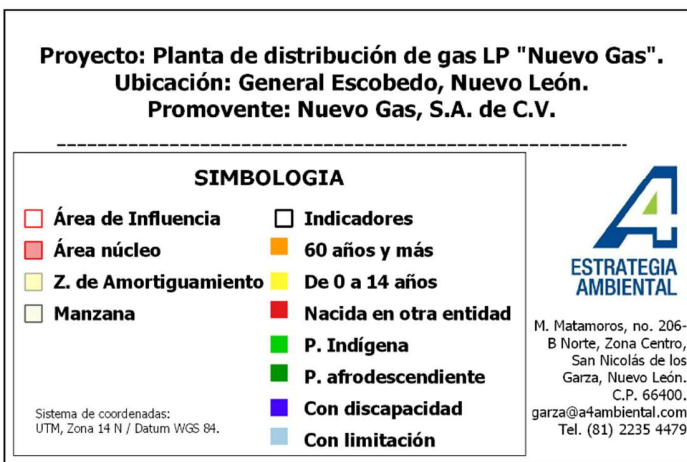 Proyecto: Planta de distribución de gas LP "Nuevo Gas".
Ubicación: General Escobedo, Nuevo León.
Promovente: Nuevo Gas, S.A. de C.V.
SIMBOLOGIA
Área de Influencia
Área núcleo
Z. de Amortiguamiento
Manzana
Indicadores
60 años y más
De 0 a 14 años
Nacida en otra entidad
P. Indígena
P. afrodescendiente
Con discapacidad
Con limitación
Sistema de coordenadas:
UTM, Zona 14 N / Datum WGS 84.
A4
ESTRATEGIA
AMBIENTAL
M. Matamoros, no. 206-
B Norte, Zona Centro,
San Nicolás de los
Garza, Nuevo León.
C.P. 66400.
garza@a4ambiental.com
Tel. (81) 2235 4479